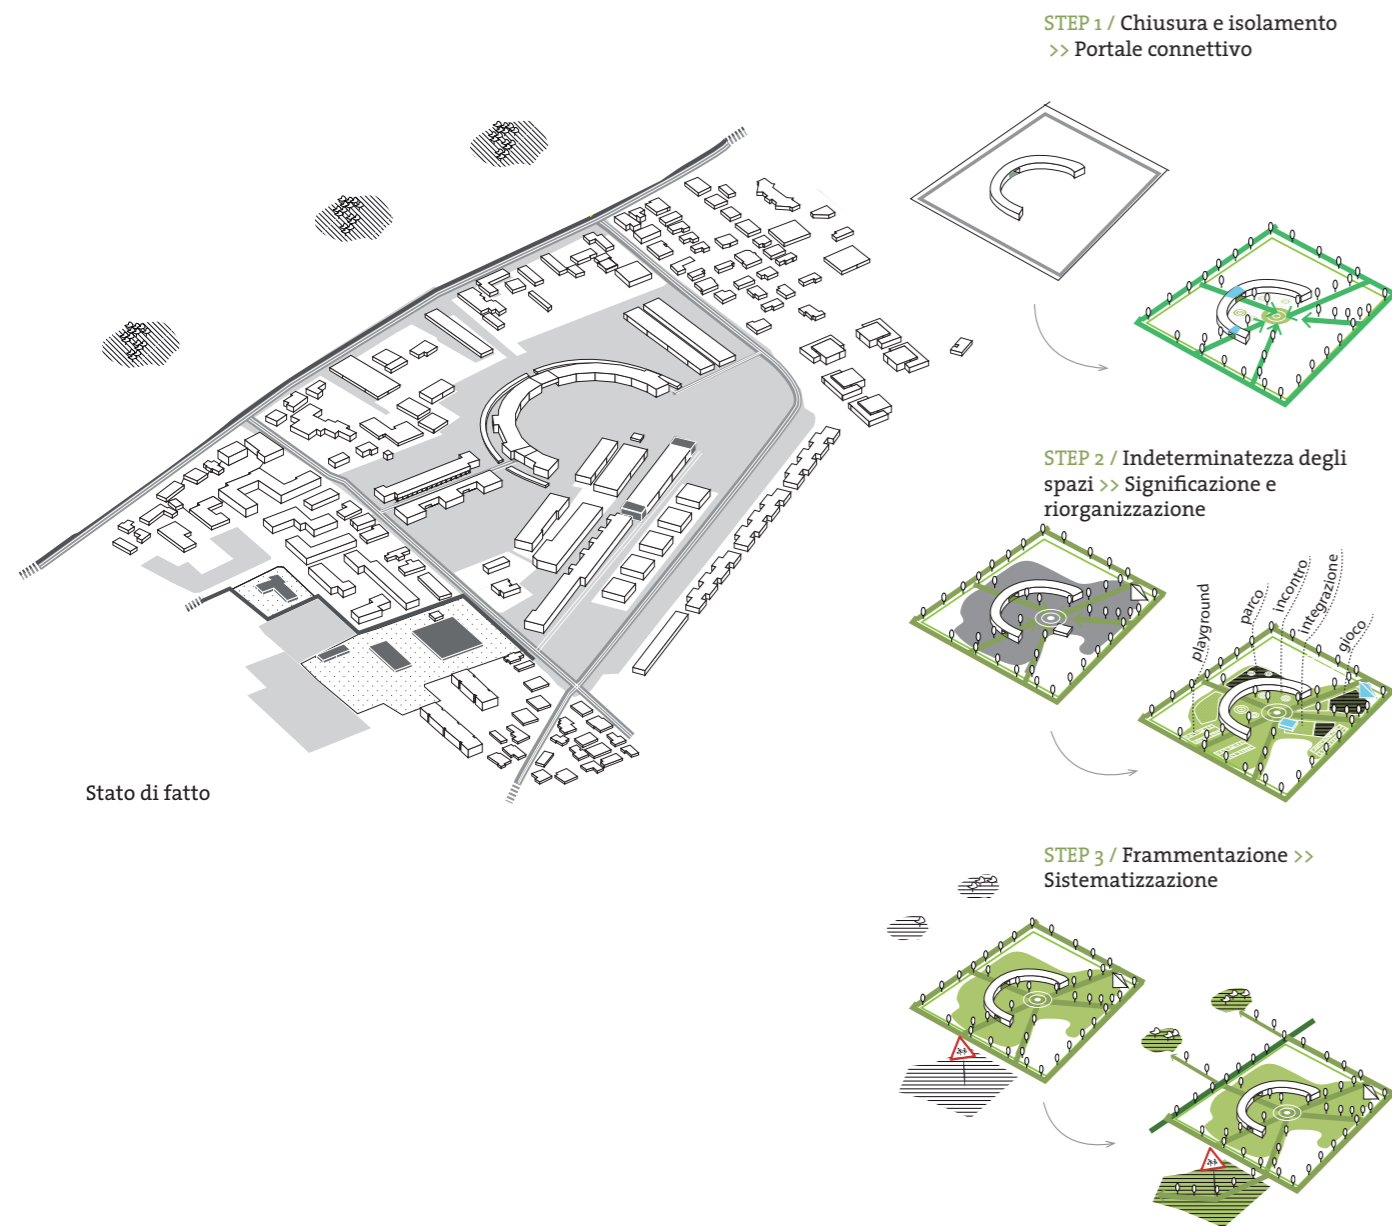 STEP 1 / Chiusura e isolamento
>> Portale connettivo
STEP 2 / Indeterminatezza degli
spazi >> Significazione e
riorganizzazione
playground
parco
incontro
integrazione
gioco
Stato di fatto
STEP 3 / Frammentazione >>
Sistematizzazione